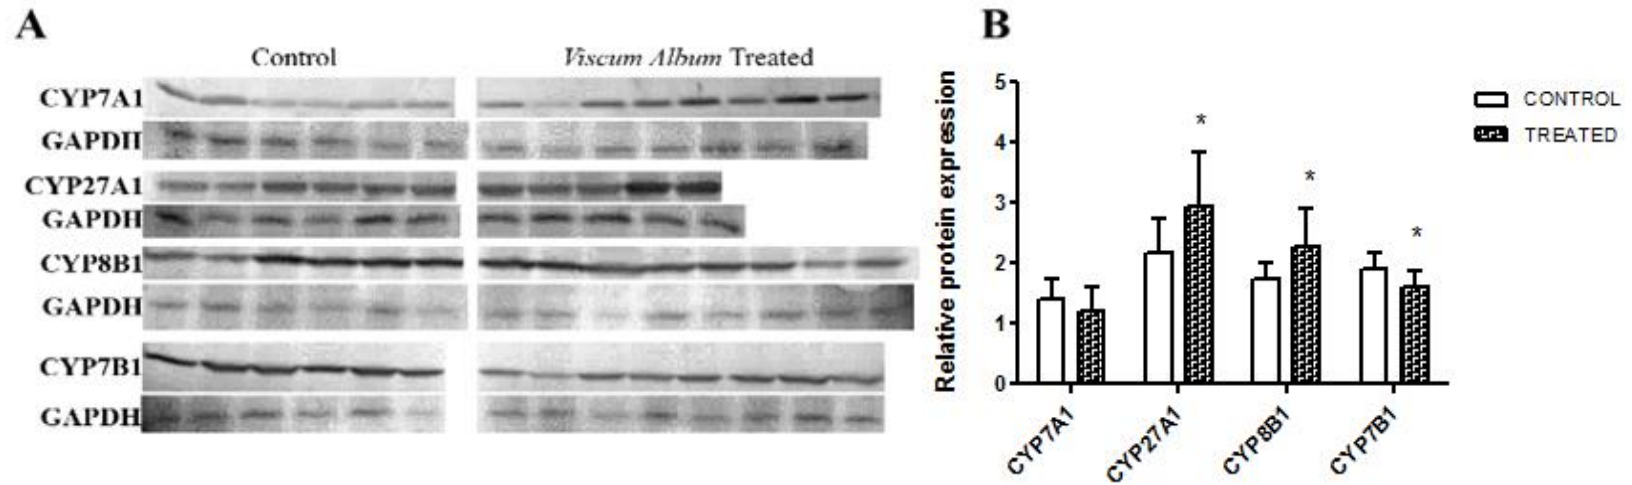 A
Control
Viscum Album Treated
CYP7A1
GAPDH
CYP27A1
GAPDH
CYP8B1
GAPDH
CYP7B1
GAPDH
B
Relative protein expression
5
4
3
2
1
0
*
*
*
CYP7A1
CYP27A1
CYP8B1
CYP7B1
CONTROL
TREATED